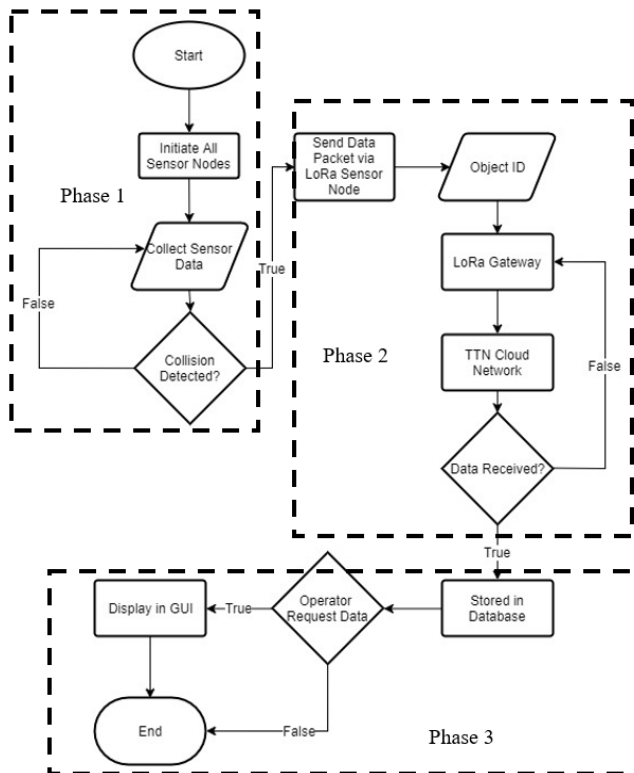 Start
Initiate All
Sensor Nodes
Phase 1
Collect Sensor
Data
False
True
Collision
Detected?
Send Data
Packet via
LoRa Sensor
Node
Object ID
LoRa Gateway
Phase 2
TTN Cloud
Network
False
Data Received?
True
Display in GUI
True
Operator
Request Data
Stored in
Database
End
False
Phase 3